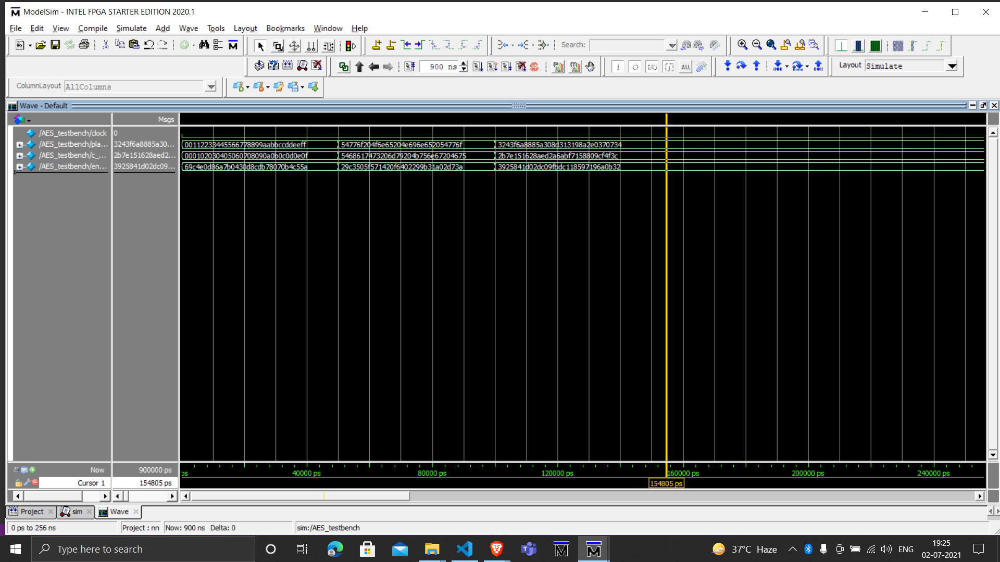 ModelSim - INTEL FPGA STARTER EDITION 2020.1
File Edit View Compile Simulate Add Wave Tools Layout Bookmarks Window Help
Search:
900 ns
Layout Simulate
ColumnLayout AllColumns
Wave - Default
Msgs
/AES_testbench/clock 0
/AES_testbench/pla... 3243f6a8885a30... 00112233445566778899aabbccddeeff 54776f204f6e65204e696e652054776f 3243f6a8885a308d313198a2e0370734
/AES_testbench/c_... 2b7e151628aed2... 000102030405060708090a0b0c0d0e0f 5468617473206d79204b756e67204675 2b7e151628aed2a6abf7158809cf4f3c
/AES_testbench/en... 3925841d02dc09... 69c4e0d86a7b0430d8cdb78070b4c55a 29c3505f571420f6402299b31a02d73a 3925841d02dc09fbdc118597196a0b32
Now 900000 ps ps 40000 ps 80000 ps 120000 ps 160000 ps 200000 ps 240000 ps
Cursor 1 154805 ps 154805 ps
Project sim Wave
0 ps to 256 ns Project : nn Now: 900 ns Delta: 0 sim:/AES_testbench
Type here to search 37°C Haze ENG 19:25
02-07-2021